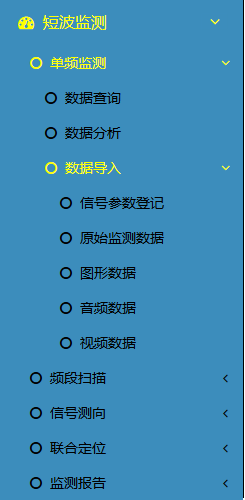 短波监测
单频监测
数据查询
数据分析
数据导入
信号参数登记
原始监测数据
图形数据
音频数据
视频数据
频段扫描
信号测向
联合定位
监测报告